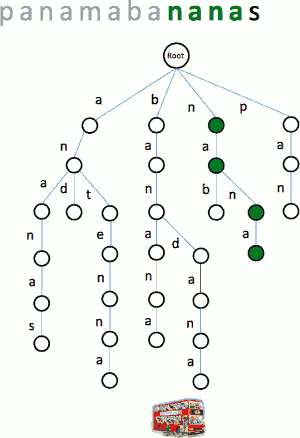 panamabananas
Root
a b n p
n a a a
a d t n b n n
n e a d a
a n n a
s n a n
a a